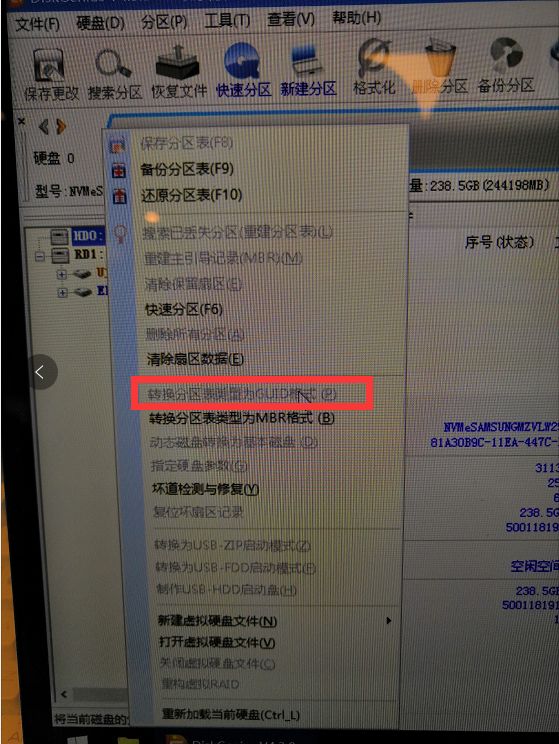 文件(F) 硬盘(D) 分区(P) 工具(T) 查看(V) 帮助(H)
保存更改 搜索分区 恢复文件 快速分区 新建分区 格式化 删除分区 备份分区
硬盘 0
型号:NVMeS
量:238.5GB(244198MB)
HD0:
RD1:
序号(状态)
保存分区表(F8)
备份分区表(F9)
还原分区表(F10)
搜索已丢失分区(重建分区表)(L)
重建主引导记录(MBR)(M)
清除保留扇区(E)
快速分区(F6)
删除所有分区(A)
清除扇区数据(E)
转换分区表类型为GUID格式 (P)
转换分区表类型为MBR格式 (B)
动态磁盘转换为基本磁盘 (D)
指定硬盘参数(G)
坏道检测与修复(Y)
复位坏扇区记录
转换为USB-ZIP启动模式(Z)
转换为USB-FDD启动模式(F)
制作USB-HDD启动盘(H)
新建虚拟硬盘文件(N)
打开虚拟硬盘文件(V)
关闭虚拟硬盘文件(C)
重构虚拟RAID
重新加载当前硬盘(Ctrl_L)
NVMeSAMSUNGMZVLW25
81A30B9C-11EA-447C-
3113
25
238.5G
50011819
空闲空间
238.5G
500118191
将当前磁盘的